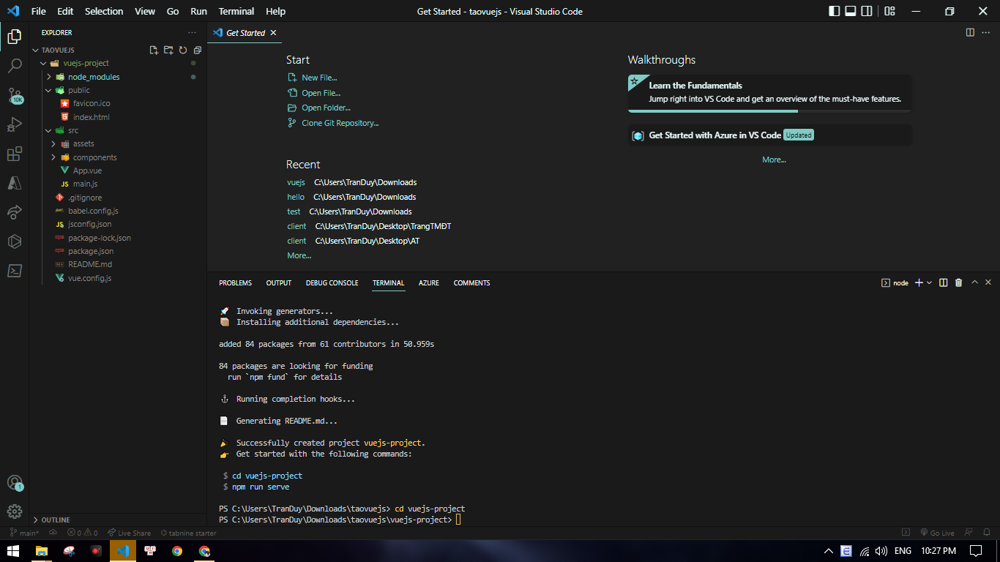 File Edit Selection View Go Run Terminal Help
Get Started - taovuejs - Visual Studio Code
EXPLORER
TAOVUEJS
vuejs-project
node_modules
public
favicon.ico
index.html
src
assets
components
App.vue
JS main.js
.gitignore
babel.config.js
JS jsconfig.json
package-lock.json
package.json
README.md
vue.config.js
OUTLINE
10K
1
Get Started
Start
New File...
Open File...
Open Folder...
Clone Git Repository...
Recent
vuejs C:\Users\TranDuy\Downloads
hello C:\Users\TranDuy\Downloads
test C:\Users\TranDuy\Downloads
client C:\Users\TranDuy\Desktop\TrangTMĐT
client C:\Users\TranDuy\Desktop\AT
More...
Walkthroughs
Learn the Fundamentals
Jump right into VS Code and get an overview of the must-have features.
Get Started with Azure in VS Code Updated
More...
PROBLEMS OUTPUT DEBUG CONSOLE TERMINAL AZURE COMMENTS
node
Invoking generators...
Installing additional dependencies...
added 84 packages from 61 contributors in 50.959s
84 packages are looking for funding
run `npm fund` for details
Running completion hooks...
Generating README.md...
Successfully created project vuejs-project.
Get started with the following commands:
$ cd vuejs-project
$ npm run serve
PS C:\Users\TranDuy\Downloads\taovuejs> cd vuejs-project
PS C:\Users\TranDuy\Downloads\taovuejs\vuejs-project>
main* 0 0 Live Share tabnine starter
Go Live
ENG 10:27 PM